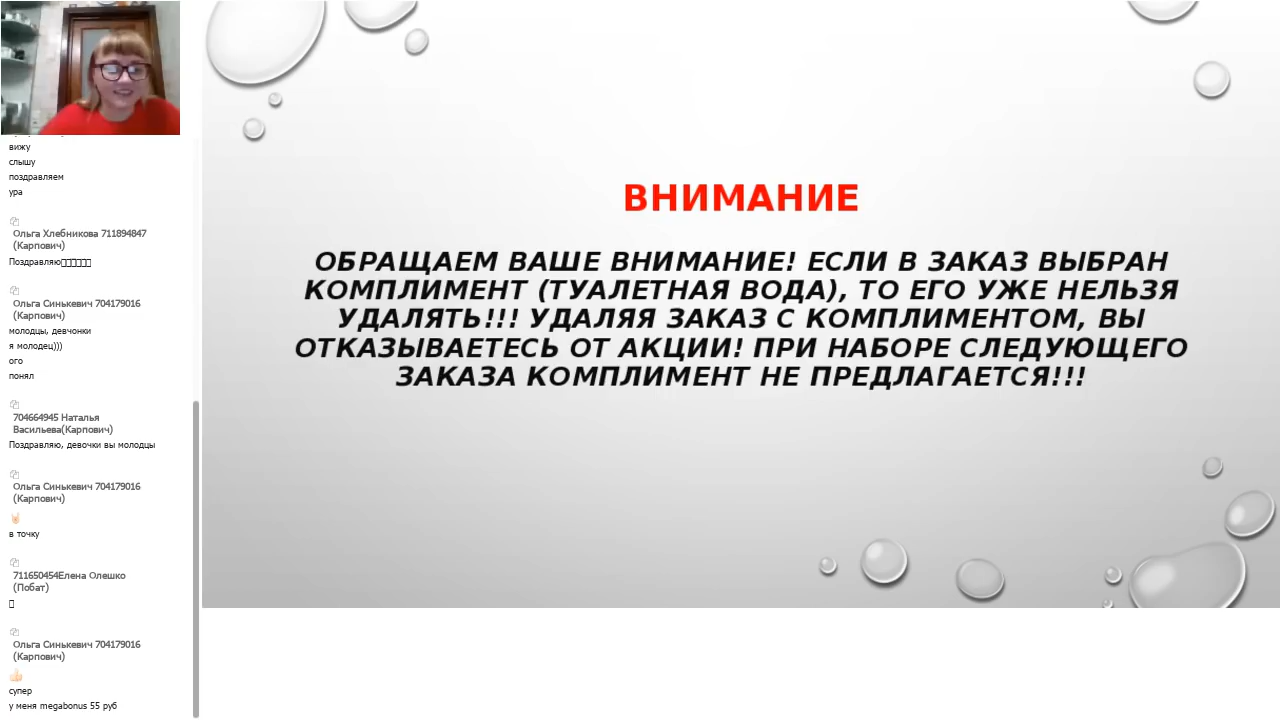 вижу
слышу
поздравляем
ура
Ольга Хлебникова 711894847
(Карпович)
Поздравляю
Ольга Синькевич 704179016
(Карпович)
молодцы, девчонки
я молодец)))
ого
понял
704664945 Наталья
Васильева(Карпович)
Поздравляю, девочки вы молодцы
Ольга Синькевич 704179016
(Карпович)
в точку
711650454Елена Олешко
(Побат)
Ольга Синькевич 704179016
(Карпович)
супер
у меня megabonus 55 руб
ВНИМАНИЕ
ОБРАЩАЕМ ВАШЕ ВНИМАНИЕ! ЕСЛИ В ЗАКАЗ ВЫБРАН
КОМПЛИМЕНТ (ТУАЛЕТНАЯ ВОДА), ТО ЕГО УЖЕ НЕЛЬЗЯ
УДАЛЯТЬ!!! УДАЛЯЯ ЗАКАЗ С КОМПЛИМЕНТОМ, ВЫ
ОТКАЗЫВАЕТЕСЬ ОТ АКЦИИ! ПРИ НАБОРЕ СЛЕДУЮЩЕГО
ЗАКАЗА КОМПЛИМЕНТ НЕ ПРЕДЛАГАЕТСЯ!!!